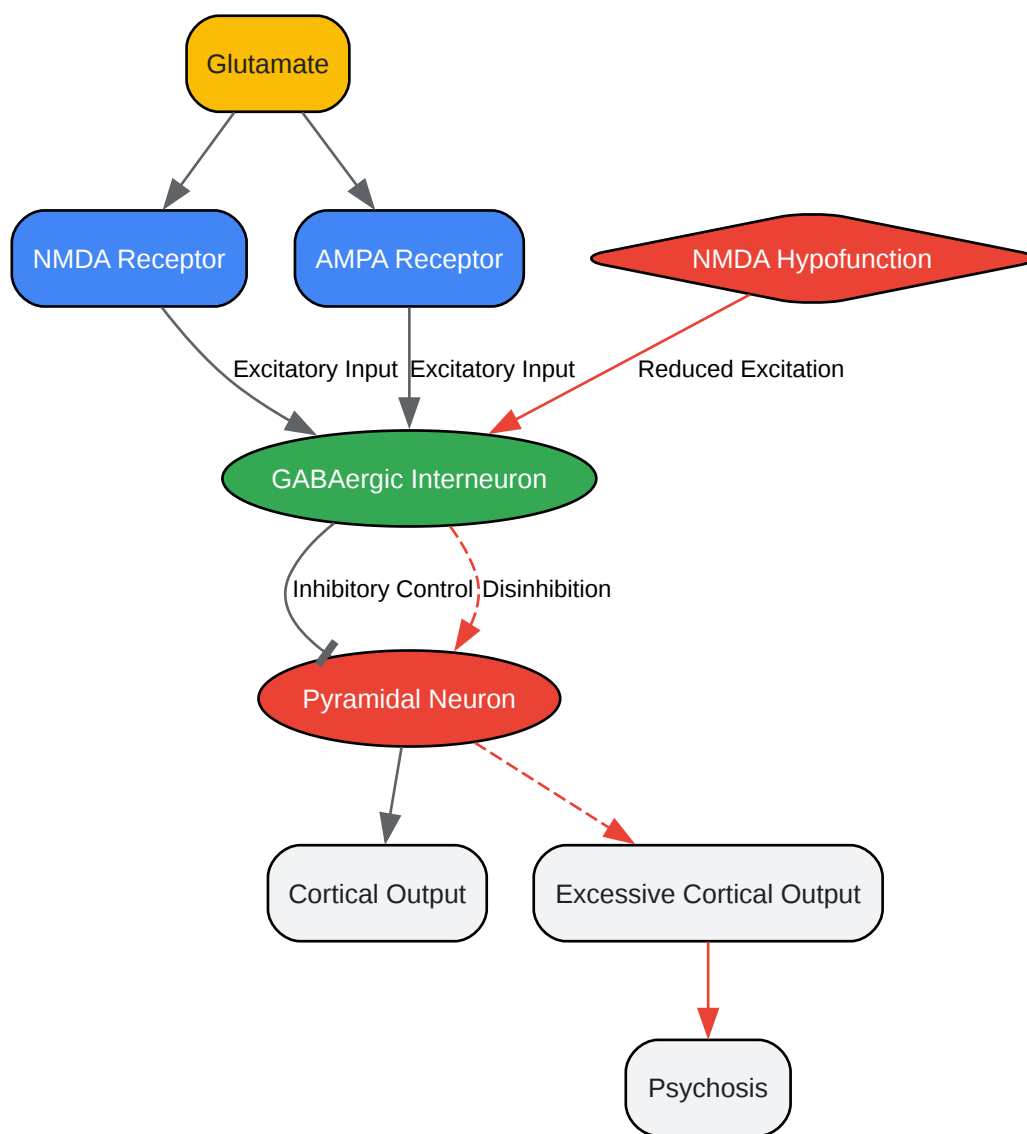 Glutamate
NMDA Receptor
AMPA Receptor
NMDA Hypofunction
Excitatory Input
Excitatory Input
Reduced Excitation
GABAergic Interneuron
Inhibitory Control
Disinhibition
Pyramidal Neuron
Cortical Output
Excessive Cortical Output
Psychosis